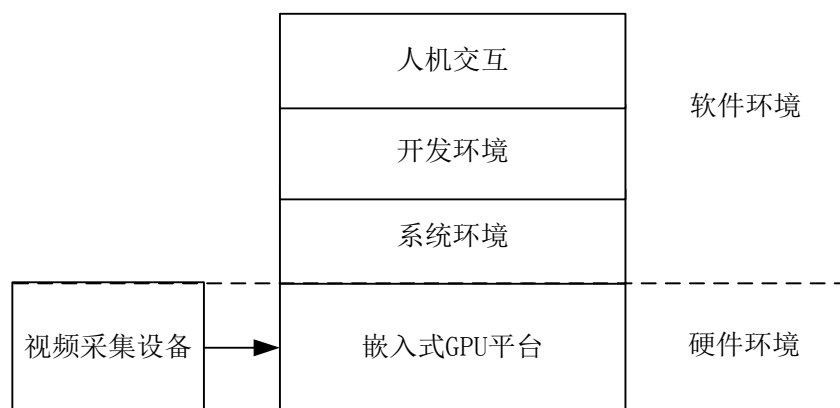 人机交互
软件环境
开发环境
系统环境
视频采集设备
嵌入式GPU平台
硬件环境